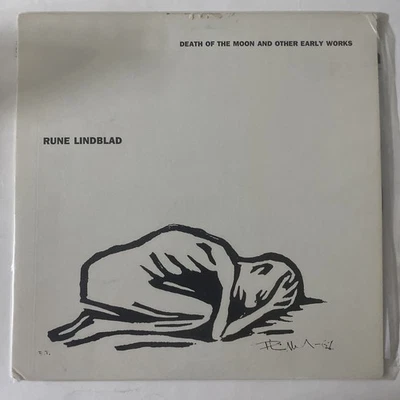 DEATH OF THE MOON AND OTHER EARLY WORKS
RUNE LINDBLAD
E.T.